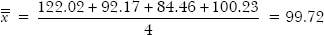 x̿ = (122.02 + 92.17 + 84.46 + 100.23) / 4 = 99.72